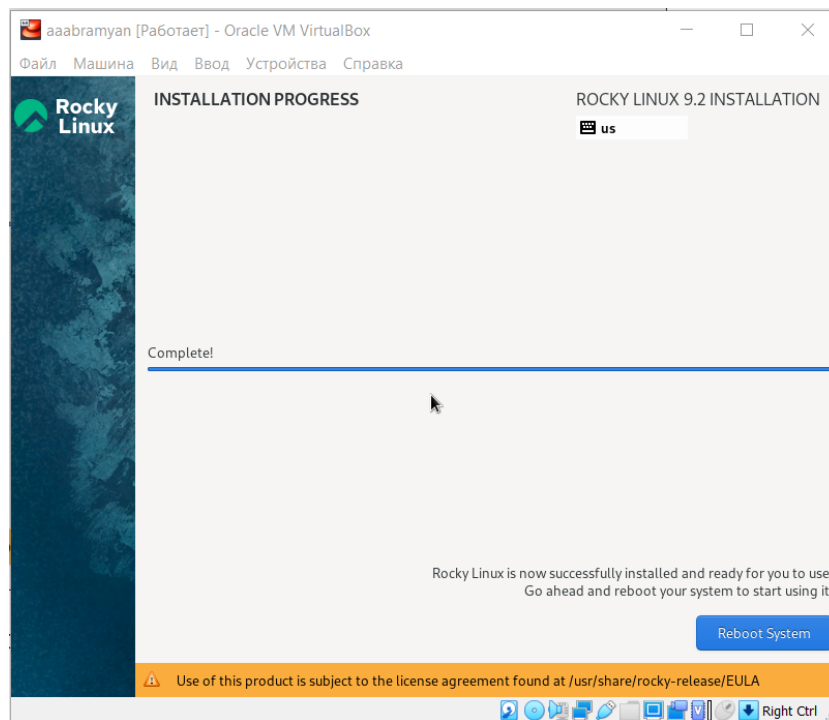 aaabramyan [Работает] - Oracle VM VirtualBox
Файл Машина Вид Ввод Устройства Справка
Rocky
Linux
INSTALLATION PROGRESS
ROCKY LINUX 9.2 INSTALLATION
us
Complete!
Rocky Linux is now successfully installed and ready for you to use
Go ahead and reboot your system to start using it
Reboot System
Use of this product is subject to the license agreement found at /usr/share/rocky-release/EULA
Right Ctrl